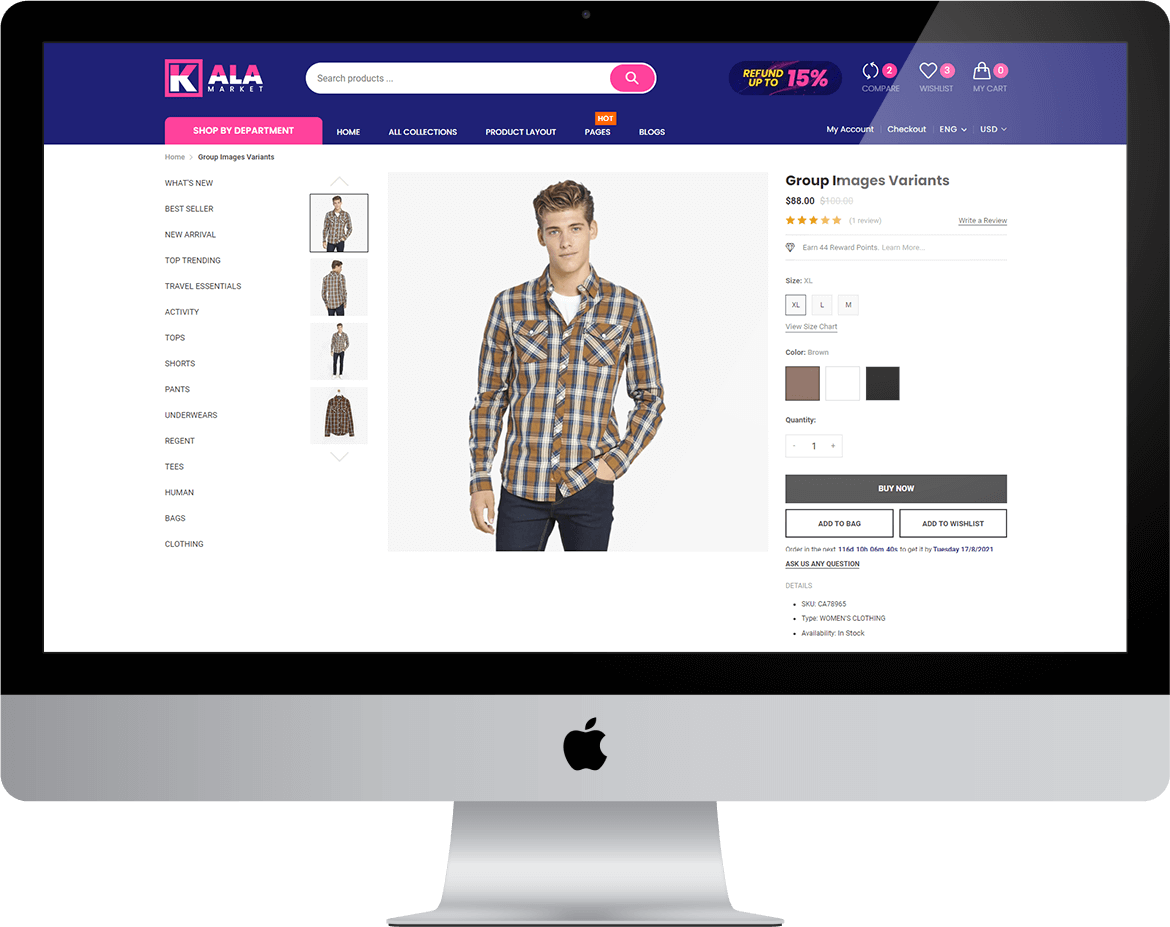 KALA
MARKET
Search products ...
REFUND
UP TO 15%
2
COMPARE
3
WISHLIST
0
MY CART
SHOP BY DEPARTMENT
HOME
ALL COLLECTIONS
PRODUCT LAYOUT
HOT
PAGES
BLOGS
My Account
Checkout
ENG
USD
Home > Group Images Variants
WHAT'S NEW
BEST SELLER
NEW ARRIVAL
TOP TRENDING
TRAVEL ESSENTIALS
ACTIVITY
TOPS
SHORTS
PANTS
UNDERWEARS
REGENT
TEES
HUMAN
BAGS
CLOTHING
Group Images Variants
$88.00 $100.00
(1 review)
Write a Review
Earn 44 Reward Points. Learn More...
Size: XL
XL
L
M
View Size Chart
Color: Brown
Quantity:
- 1 +
BUY NOW
ADD TO BAG
ADD TO WISHLIST
Order in the next 116d 10h 06m 40s to get it by Tuesday 17/8/2021
ASK US ANY QUESTION
DETAILS
• SKU: CA78965
• Type: WOMEN'S CLOTHING
• Availability: In Stock